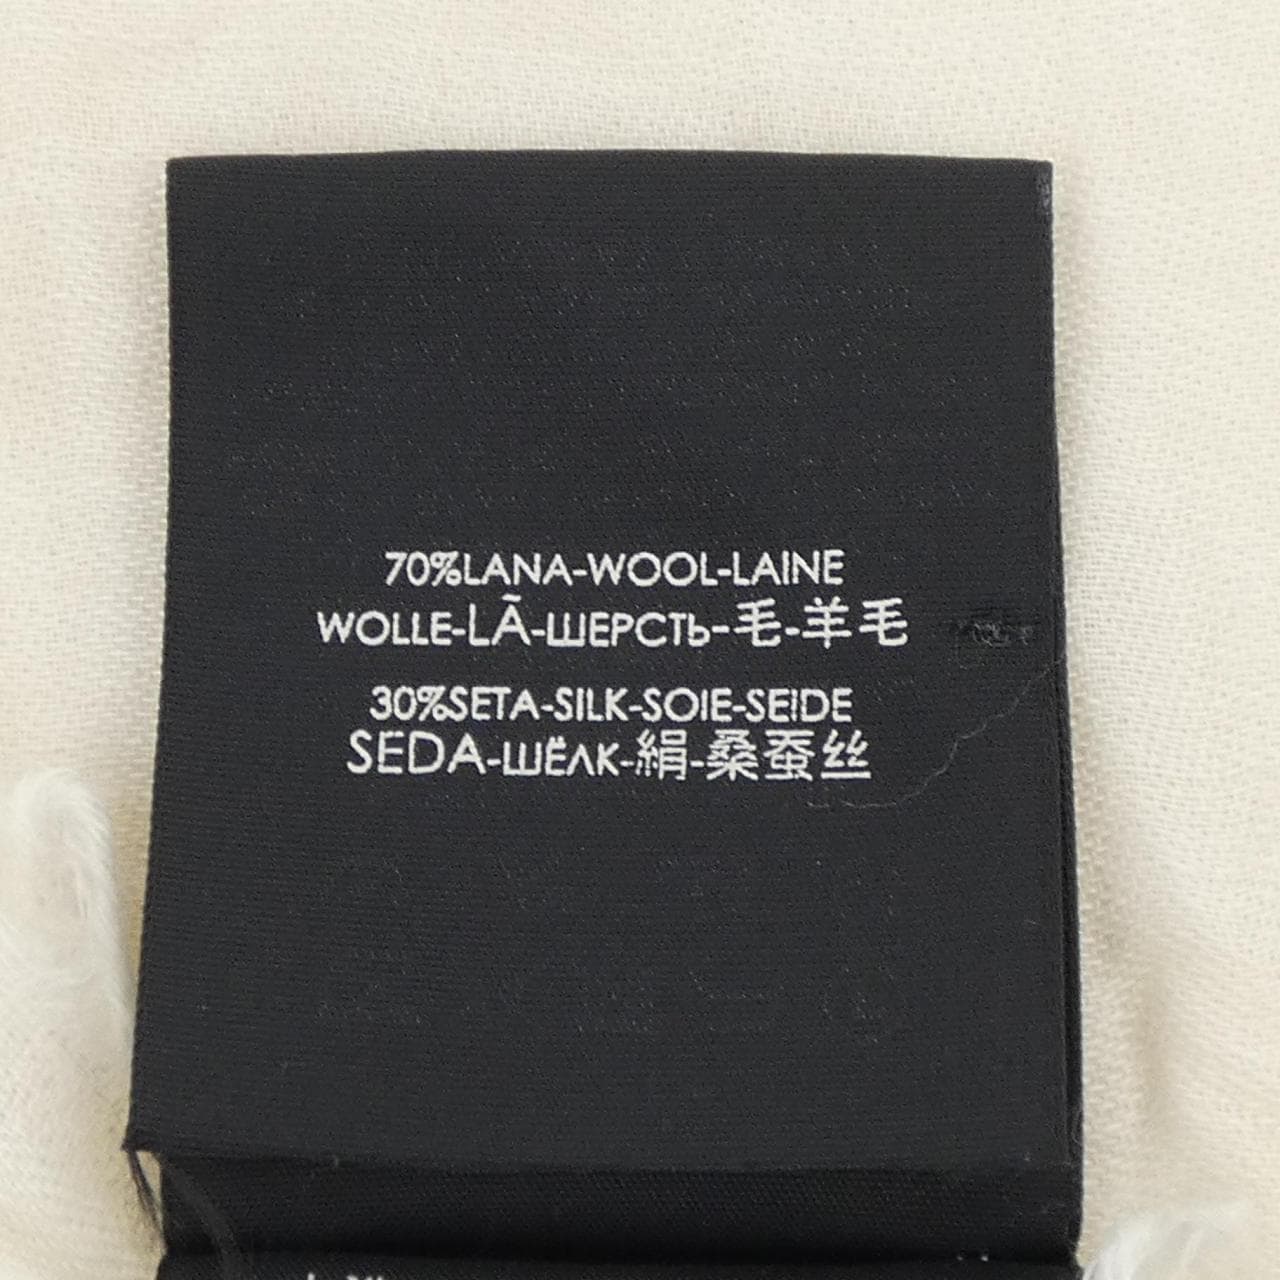 70%LANA-WOOL-LAINE
WOLLE-LÃ-ШЕРСТЬ-毛-羊毛
30%SETA-SILK-SOIE-SEIDE
SEDA-ШЁЛК-絹-桑蚕丝